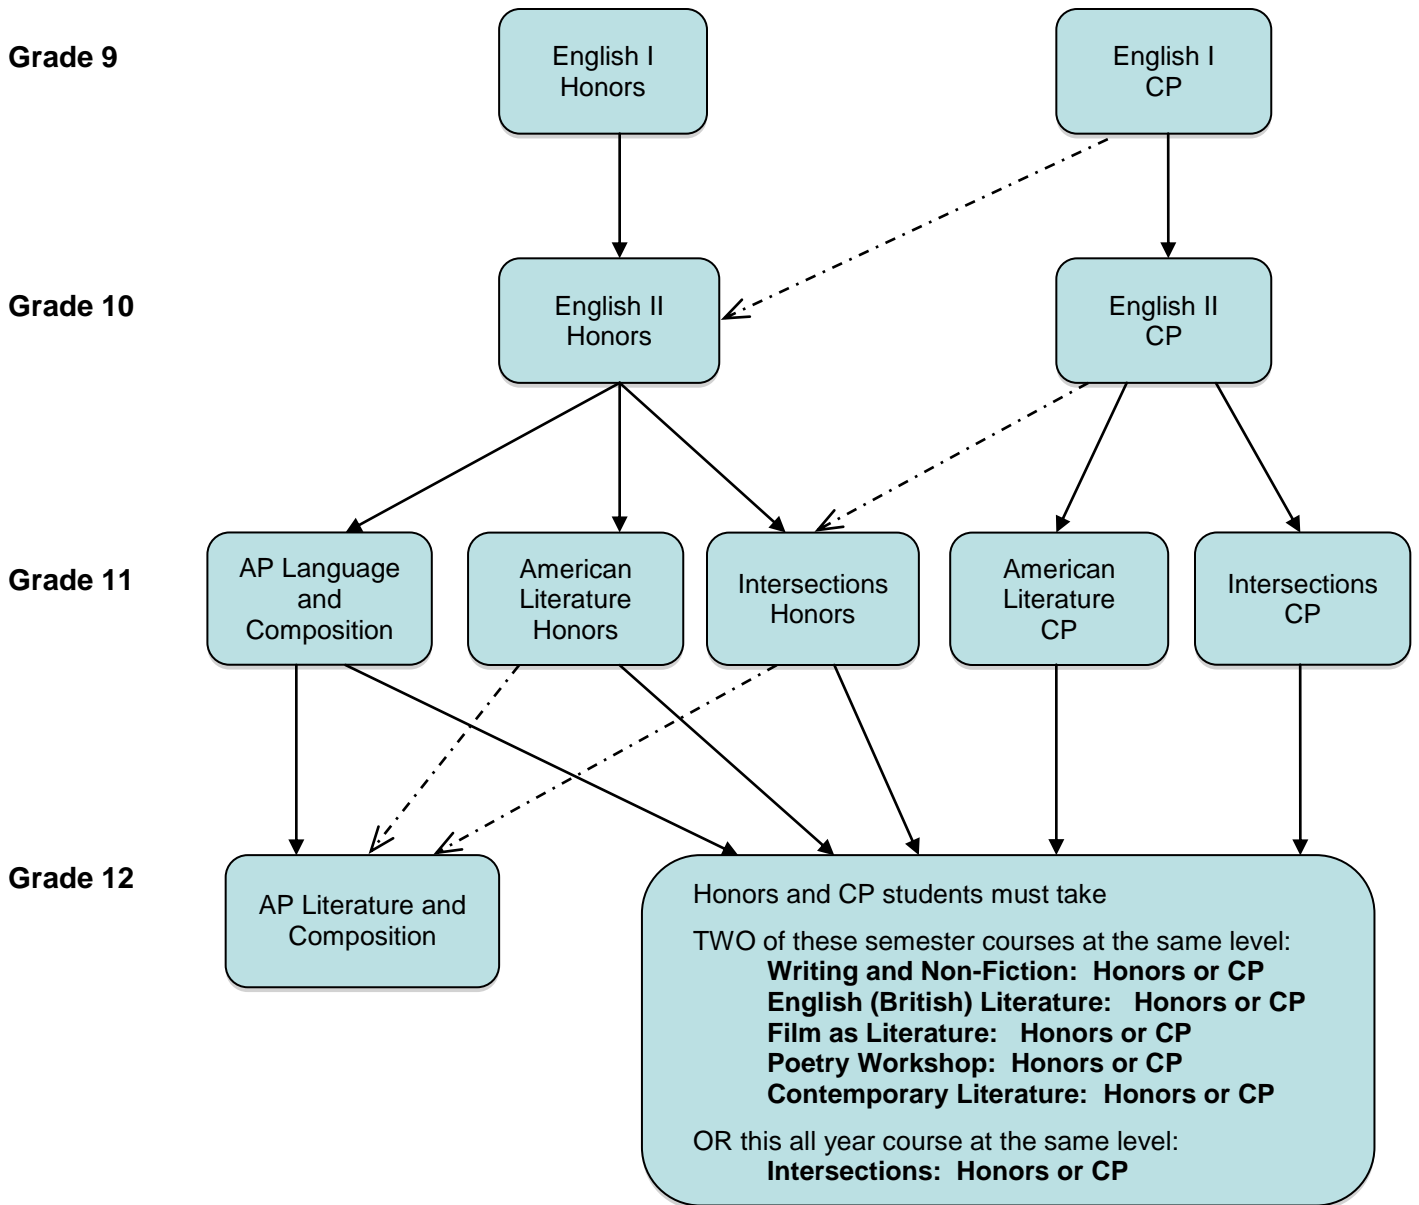 Grade 9
English I
Honors
English I
CP
Grade 10
English II
Honors
English II
CP
Grade 11
AP Language
and
Composition
American
Literature
Honors
Intersections
Honors
American
Literature
CP
Intersections
CP
Grade 12
AP Literature and
Composition
Honors and CP students must take
TWO of these semester courses at the same level:
Writing and Non-Fiction: Honors or CP
English (British) Literature: Honors or CP
Film as Literature: Honors or CP
Poetry Workshop: Honors or CP
Contemporary Literature: Honors or CP
OR this all year course at the same level:
Intersections: Honors or CP